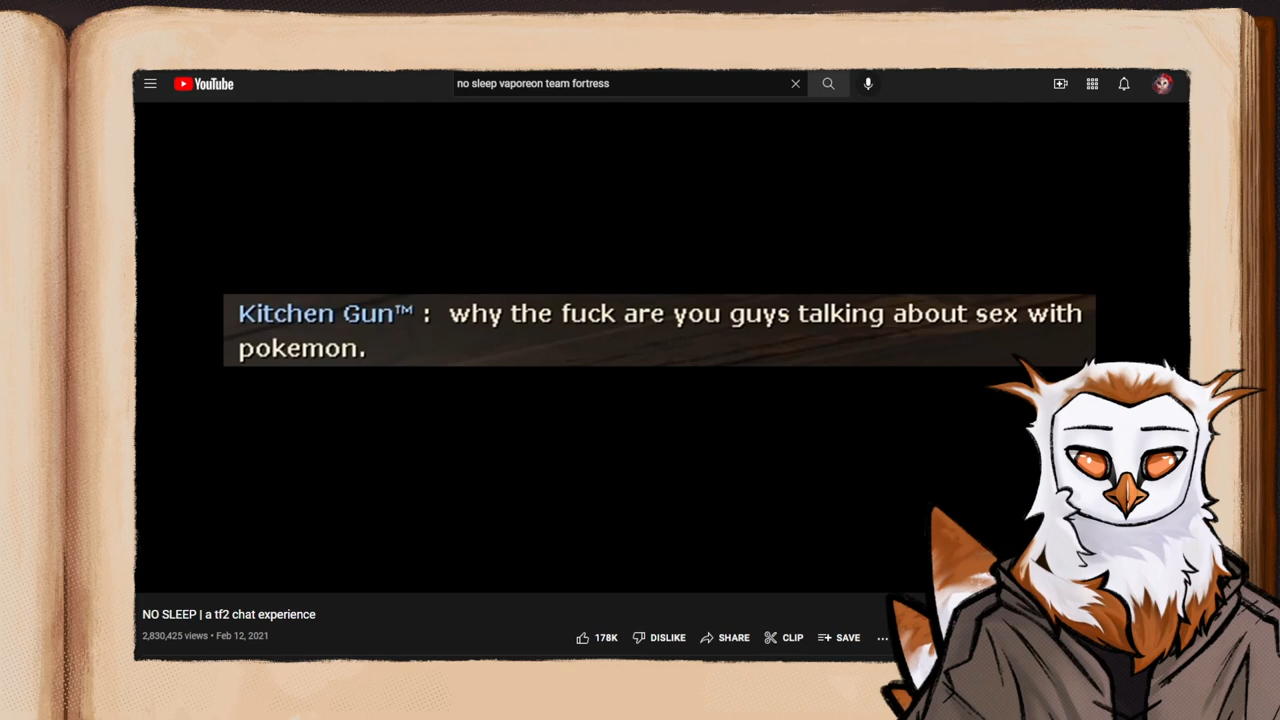 YouTube
no sleep vaporeon team fortress
Kitchen Gun™ : why the fuck are you guys talking about sex with
pokemon.
NO SLEEP | a tf2 chat experience
2,830,425 views • Feb 12, 2021
178K DISLIKE SHARE CLIP SAVE ...